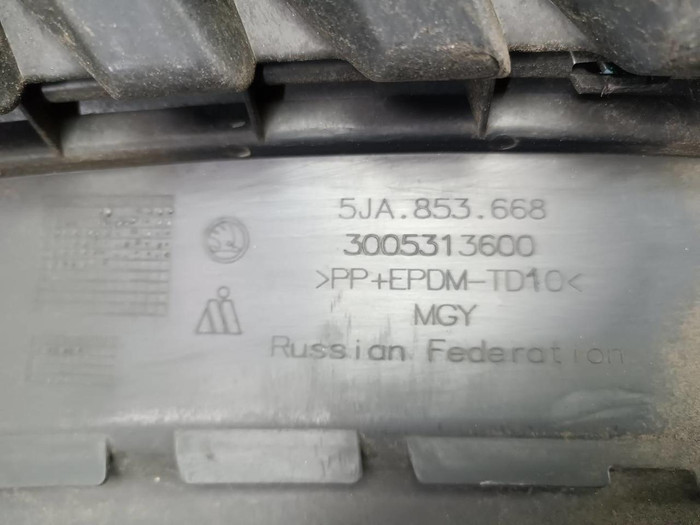 5JA.853.668
3005313600
>PP+EPDM-TD10<
MGY
Russian Federation